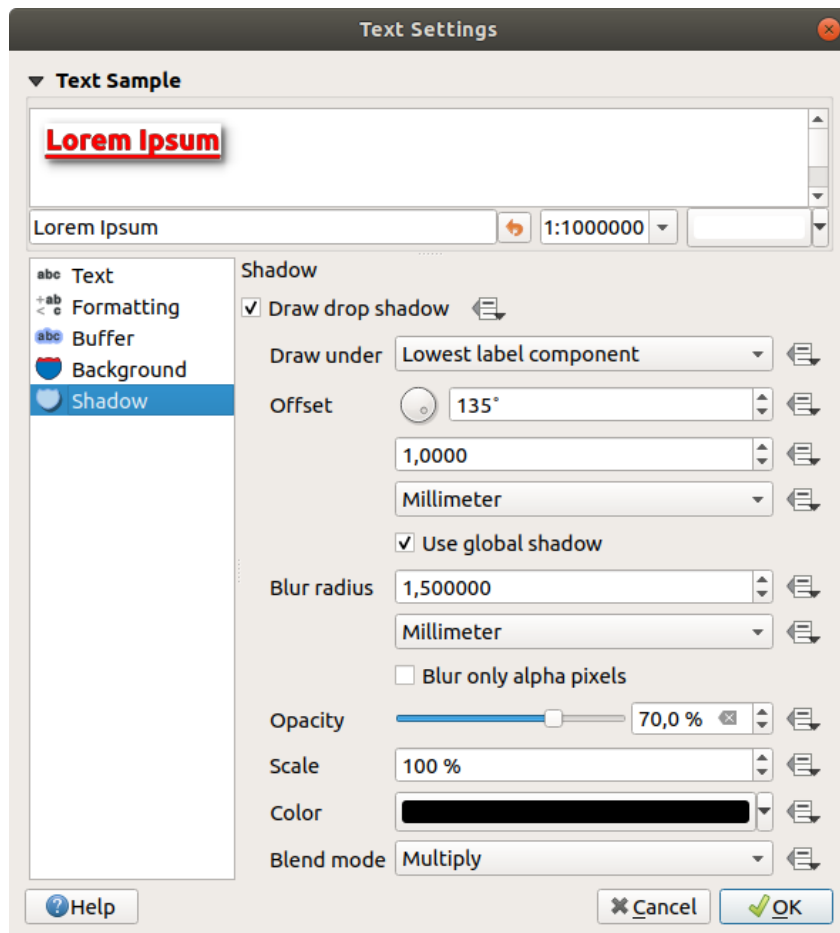 Text Settings
Text Sample
Lorem Ipsum
Lorem Ipsum 1:1000000
abc Text
+ab < c Formatting
abc Buffer
Background
Shadow
Shadow
Draw drop shadow
Draw under Lowest label component
Offset 135°
1,0000
Millimeter
Use global shadow
Blur radius 1,500000
Millimeter
Blur only alpha pixels
Opacity 70,0 %
Scale 100 %
Color
Blend mode Multiply
?Help Cancel OK